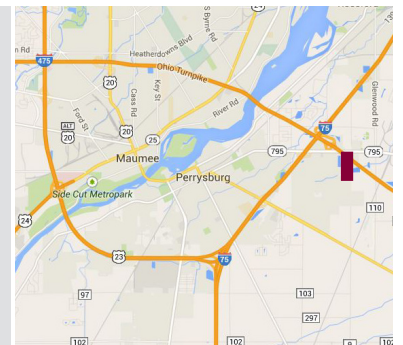 24
475
Heatherdowns Blvd
S Byrne Rd
n Rd
Ohio Turnpike
20
Key St
Cass Rd
Ford St
ALT
20
20
25
River Rd
75
Glenwood Rd
795
795
Maumee
Perrysburg
Side Cut Metropark
24
110
23
75
97
103
297
102
102